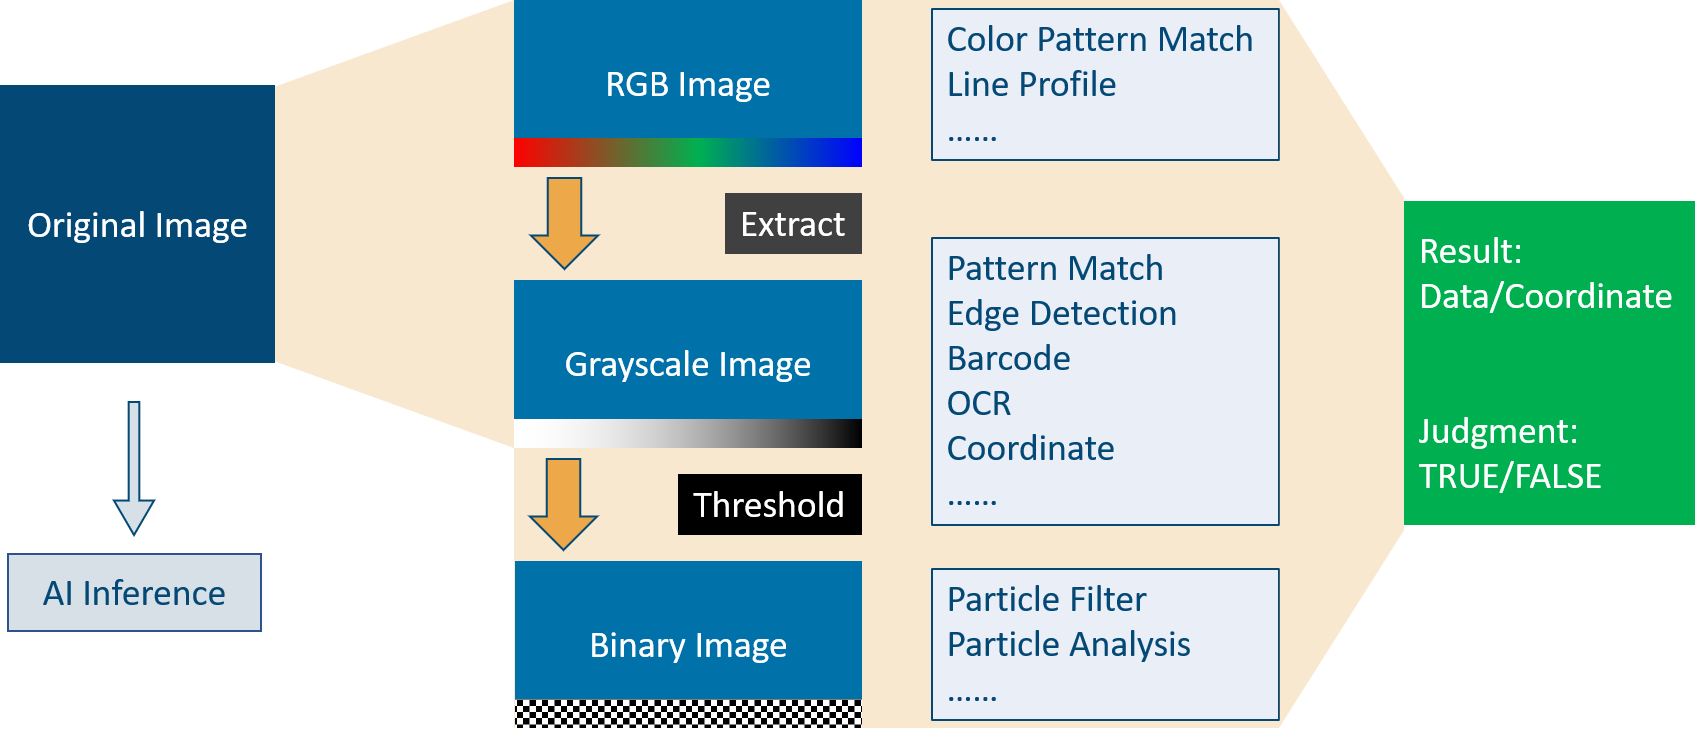 Original Image
AI Inference
RGB Image
Extract
Grayscale Image
Threshold
Binary Image
Color Pattern Match
Line Profile
......
Pattern Match
Edge Detection
Barcode
OCR
Coordinate
......
Particle Filter
Particle Analysis
......
Result:
Data/Coordinate
Judgment:
TRUE/FALSE